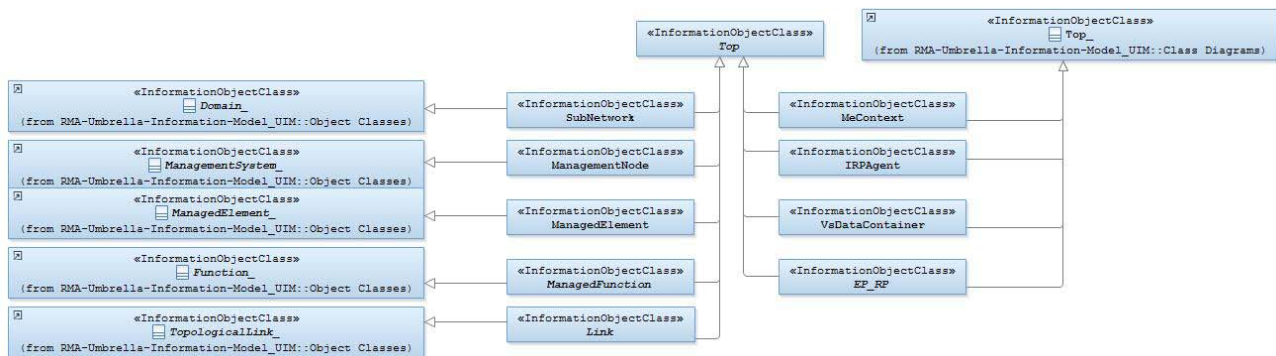 «InformationObjectClass»
Top
«InformationObjectClass»
Top_
(from RMA-Umbrella-Information-Model_UIM::Class Diagrams)
«InformationObjectClass»
Domain_
(from RMA-Umbrella-Information-Model_UIM::Object Classes)
«InformationObjectClass»
SubNetwork
«InformationObjectClass»
MeContext
«InformationObjectClass»
ManagementSystem_
(from RMA-Umbrella-Information-Model_UIM::Object Classes)
«InformationObjectClass»
ManagementNode
«InformationObjectClass»
IRPAgent
«InformationObjectClass»
ManagedElement_
(from RMA-Umbrella-Information-Model_UIM::Object Classes)
«InformationObjectClass»
ManagedElement
«InformationObjectClass»
VsDataContainer
«InformationObjectClass»
Function_
(from RMA-Umbrella-Information-Model_UIM::Object Classes)
«InformationObjectClass»
ManagedFunction
«InformationObjectClass»
EP_RP
«InformationObjectClass»
TopologicalLink_
(from RMA-Umbrella-Information-Model_UIM::Object Classes)
«InformationObjectClass»
Link